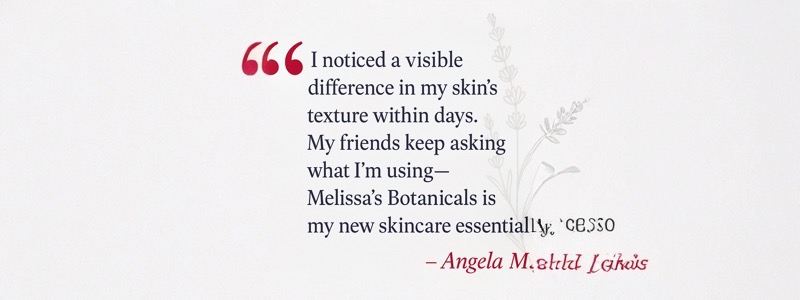 “I noticed a visible
difference in my skin’s
texture within days.
My friends keep asking
what I’m using—
Melissa’s Botanicals is
my new skincare
– Angela M.